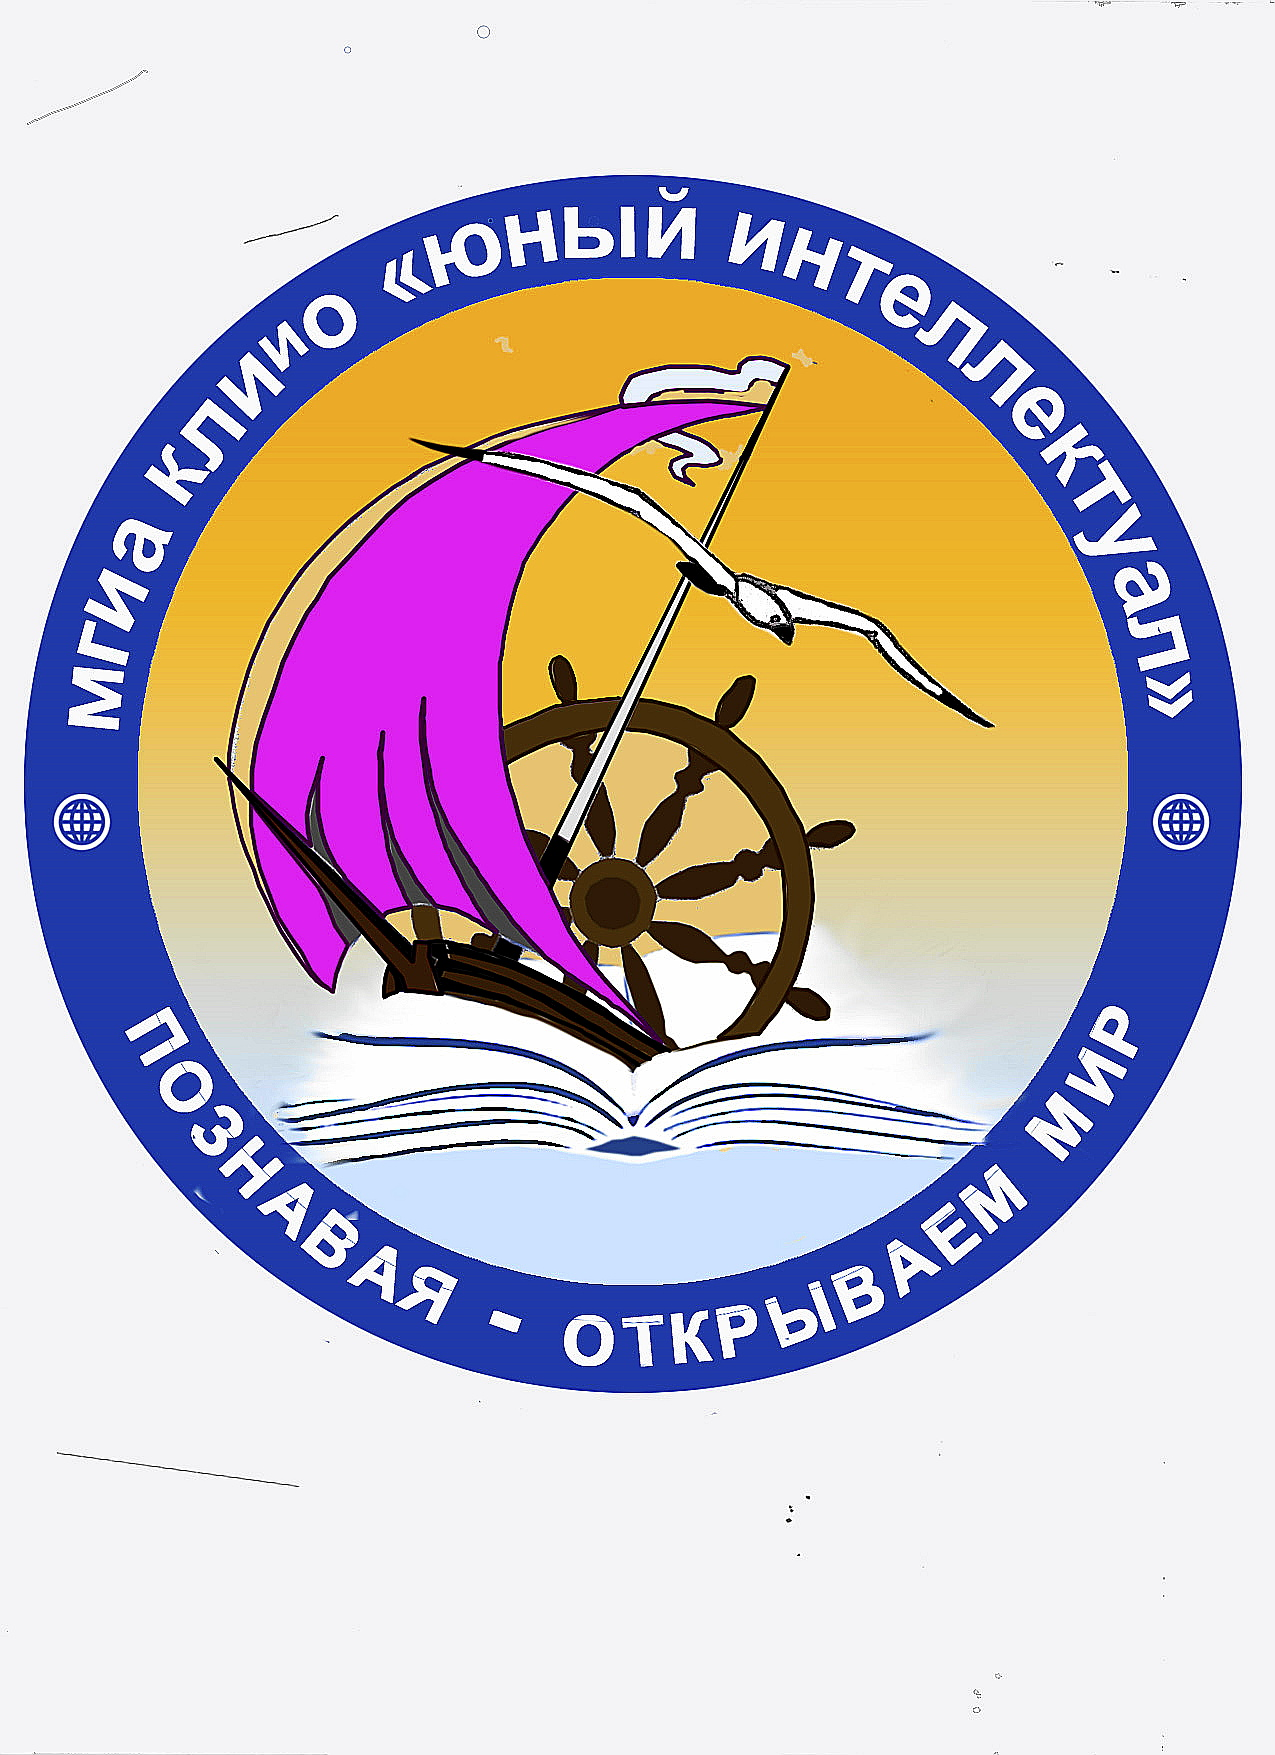 МГИА КЛИИО «ЮНЫЙ ИНТЕЛЛЕКТУАЛ»
ПОЗНАВАЯ - ОТКРЫВАЕМ МИР